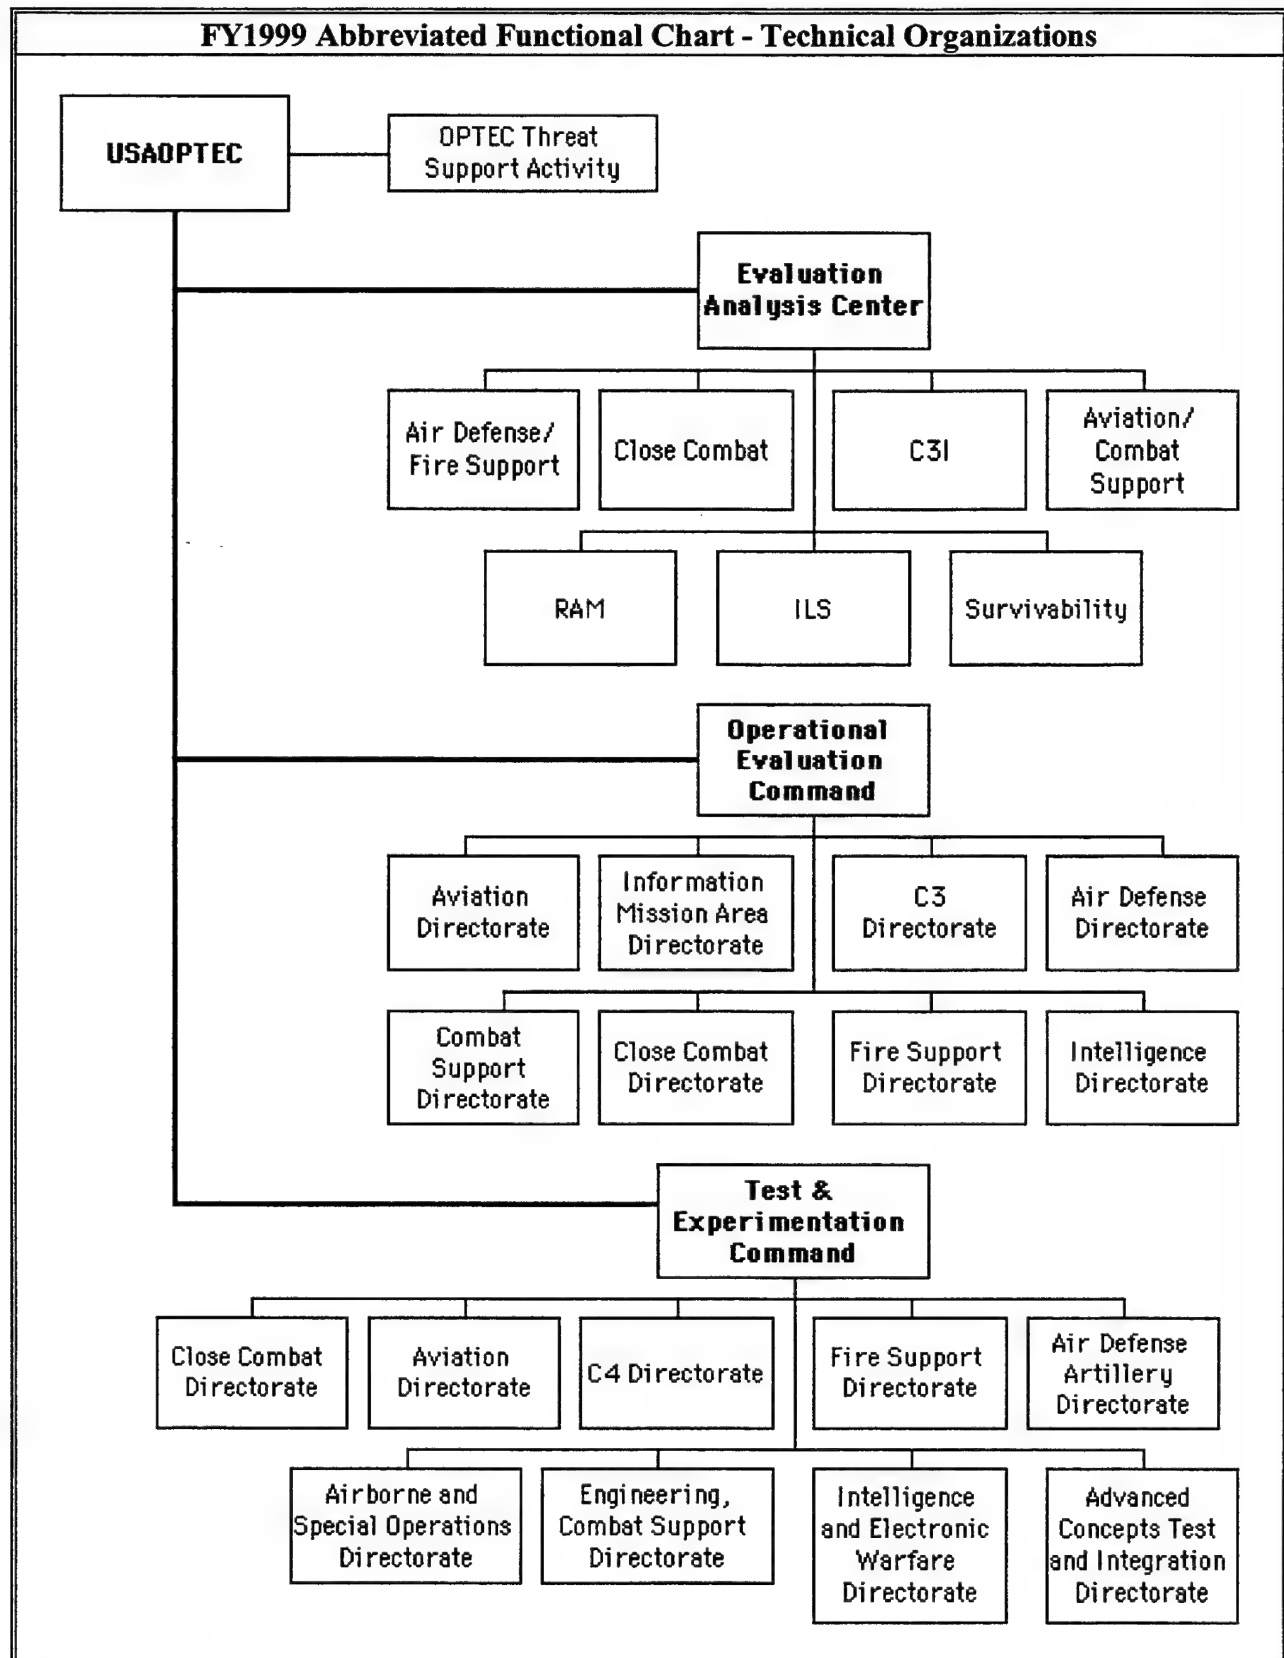 FY1999 Abbreviated Functional Chart - Technical Organizations
USAOPTEC
OPTEC Threat
Support Activity
Evaluation
Analysis Center
Air Defense/
Fire Support
Close Combat
C3I
Aviation/
Combat
Support
RAM
ILS
Survivability
Operational
Evaluation
Command
Aviation
Directorate
Information
Mission Area
Directorate
C3
Directorate
Air Defense
Directorate
Combat
Support
Directorate
Close Combat
Directorate
Fire Support
Directorate
Intelligence
Directorate
Test &
Experimentation
Command
Close Combat
Directorate
Aviation
Directorate
C4 Directorate
Fire Support
Directorate
Air Defense
Artillery
Directorate
Airborne and
Special Operations
Directorate
Engineering,
Combat Support
Directorate
Intelligence
and Electronic
Warfare
Directorate
Advanced
Concepts Test
and Integration
Directorate